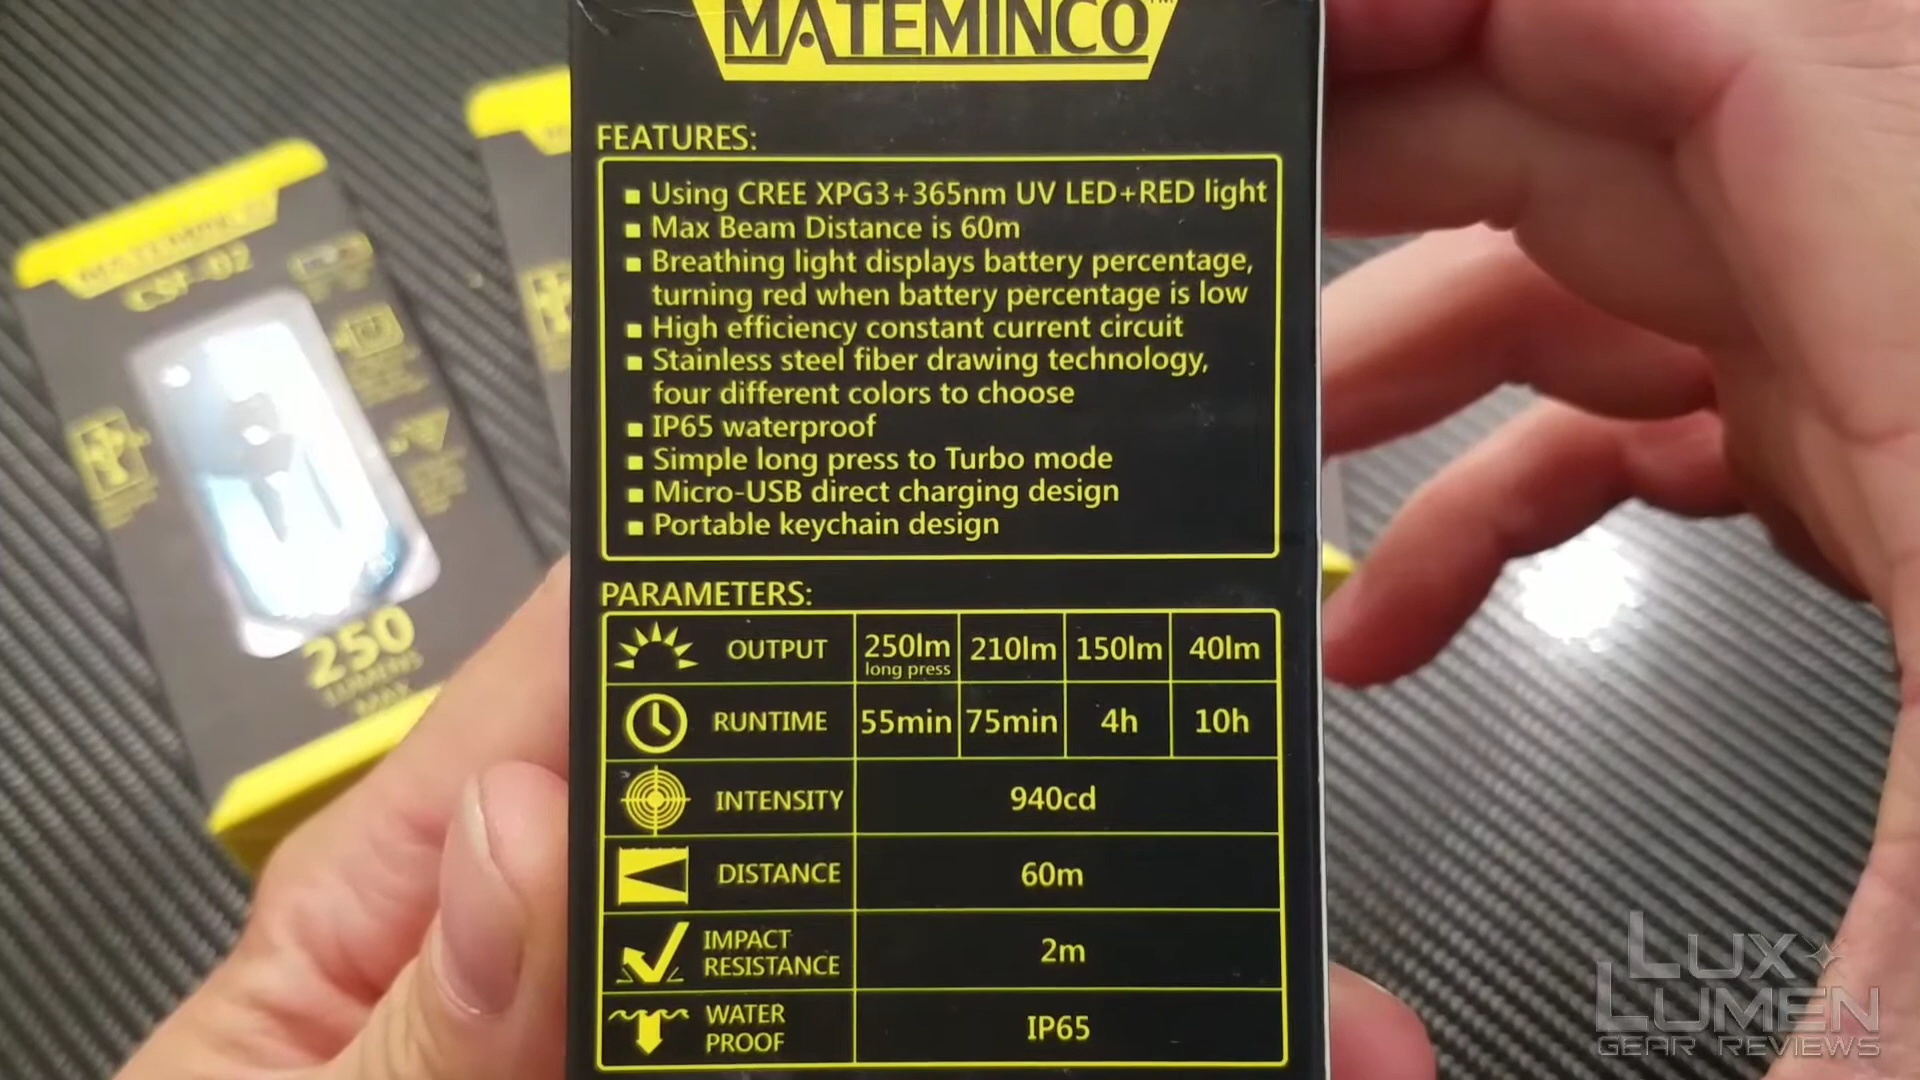 MATEMINCO™
FEATURES:
■ Using CREE XPG3+365nm UV LED+RED light
■ Max Beam Distance is 60m
■ Breathing light displays battery percentage,
turning red when battery percentage is low
■ High efficiency constant current circuit
■ Stainless steel fiber drawing technology,
four different colors to choose
■ IP65 waterproof
■ Simple long press to Turbo mode
■ Micro-USB direct charging design
■ Portable keychain design
PARAMETERS:
OUTPUT 250lm 210lm 150lm 40lm
long press
RUNTIME 55min 75min 4h 10h
INTENSITY 940cd
DISTANCE 60m
IMPACT
RESISTANCE 2m
WATER
PROOF IP65
MATEMINCO
250
LUMENS
MAX
LUX
LUMEN
GEAR REVIEWS